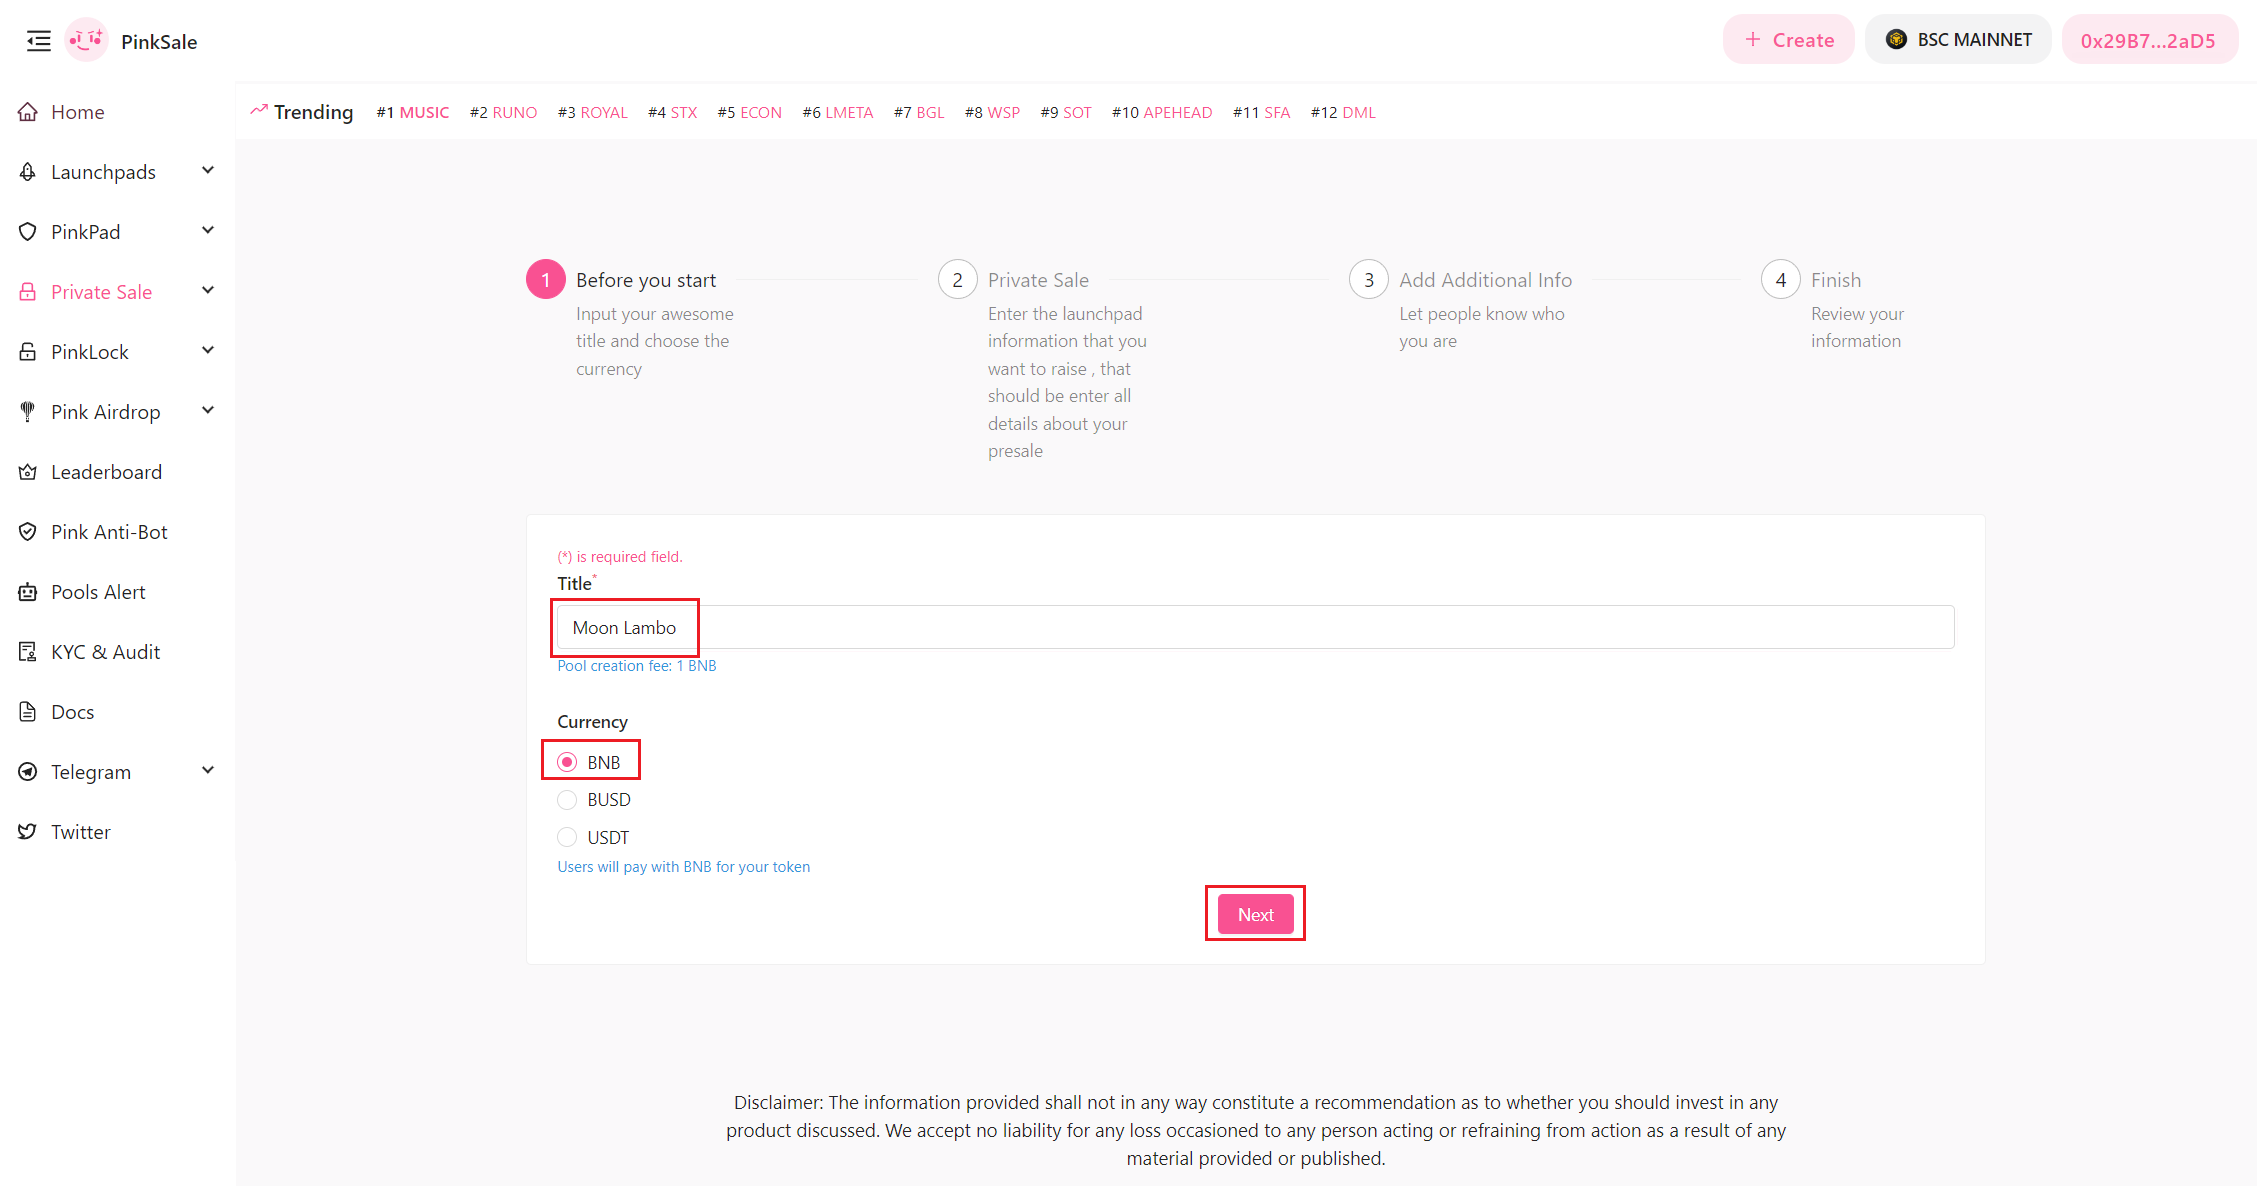 PinkSale
+ Create
BSC MAINNET
0x29B7...2aD5
Home
Launchpads
PinkPad
Private Sale
PinkLock
Pink Airdrop
Leaderboard
Pink Anti-Bot
Pools Alert
KYC & Audit
Docs
Telegram
Twitter
Trending #1 MUSIC #2 RUNO #3 ROYAL #4 STX #5 ECON #6 LMETA #7 BGL #8 WSP #9 SOT #10 APEHEAD #11 SFA #12 DML
1 Before you start
Input your awesome
title and choose the
currency
2 Private Sale
Enter the launchpad
information that you
want to raise , that
should be enter all
details about your
presale
3 Add Additional Info
Let people know who
you are
4 Finish
Review your
information
(*) is required field.
Title*
Moon Lambo
Pool creation fee: 1 BNB
Currency
BNB
BUSD
USDT
Users will pay with BNB for your token
Next
Disclaimer: The information provided shall not in any way constitute a recommendation as to whether you should invest in any
product discussed. We accept no liability for any loss occasioned to any person acting or refraining from action as a result of any
material provided or published.